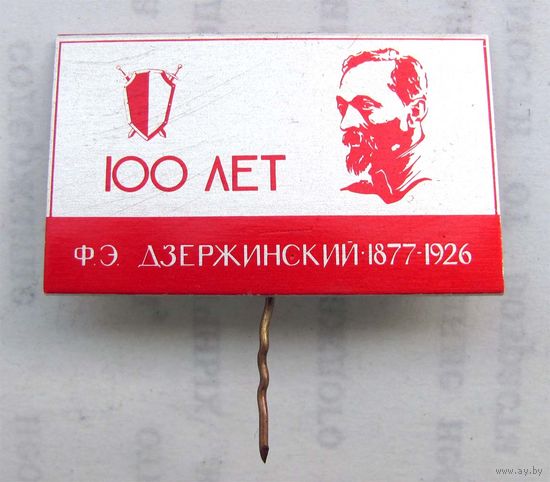 100 ЛЕТ
Ф.Э. ДЗЕРЖИНСКИЙ·1877-1926
© www.ay.by